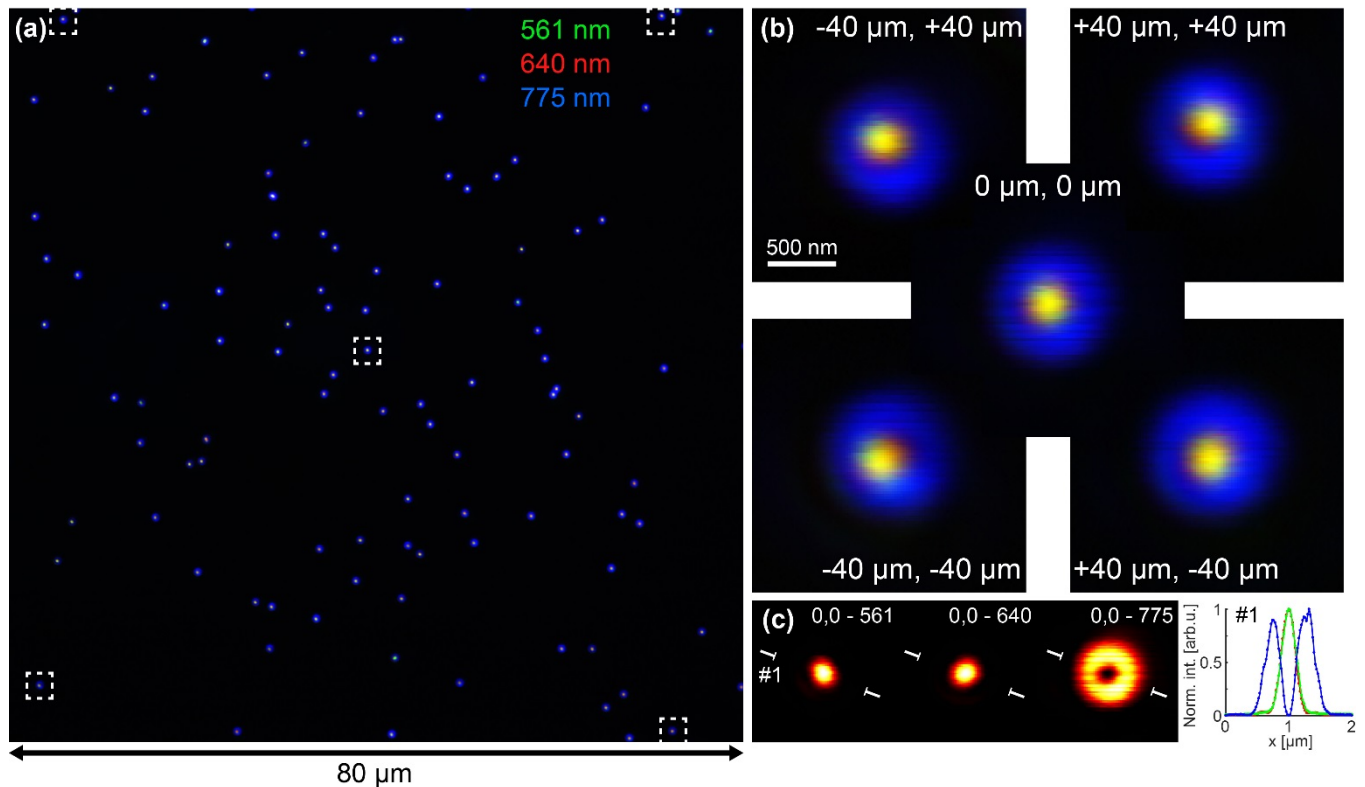 (a)
561 nm
640 nm
775 nm
80 µm
(b)
-40 µm, +40 µm
+40 µm, +40 µm
0 µm, 0 µm
500 nm
-40 µm, -40 µm
+40 µm, -40 µm
(c)
0,0 - 561
0,0 - 640
0,0 - 775
#1
#1
Norm. int. [arb.u.]
1
0.5
0
0
1
2
x [µm]